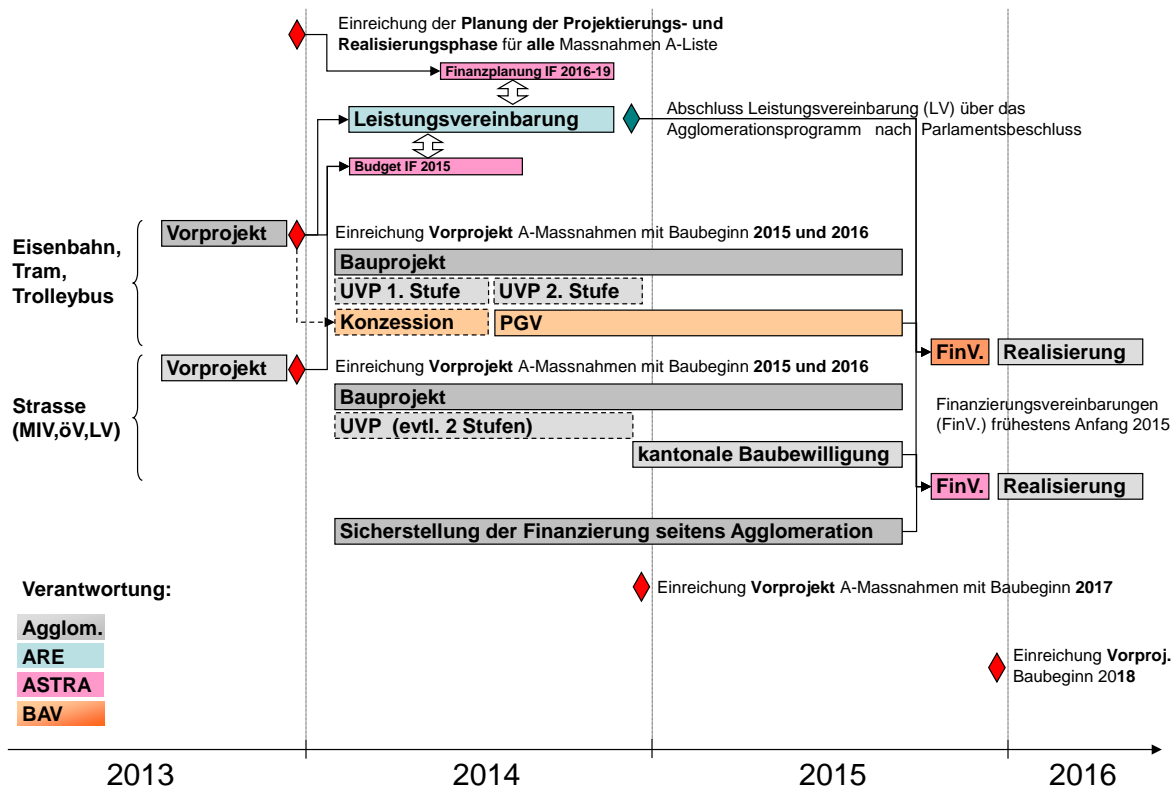 Einreichung der Planung der Projektierungs- und
Realisierungsphase für alle Massnahmen A-Liste
Finanzplanung IF 2016-19
Leistungsvereinbarung
Abschluss Leistungsvereinbarung (LV) über das
Agglomerationsprogramm nach Parlamentsbeschluss
Budget IF 2015
Eisenbahn,
Tram,
Trolleybus
Vorprojekt
Einreichung Vorprojekt A-Massnahmen mit Baubeginn 2015 und 2016
Bauprojekt
UVP 1. Stufe
UVP 2. Stufe
Konzession
PGV
FinV.
Realisierung
Strasse
(MIV,öV,LV)
Vorprojekt
Einreichung Vorprojekt A-Massnahmen mit Baubeginn 2015 und 2016
Bauprojekt
UVP (evtl. 2 Stufen)
kantonale Baubewilligung
Finanzierungsvereinbarungen
(FinV.) frühestens Anfang 2015
FinV.
Realisierung
Sicherstellung der Finanzierung seitens Agglomeration
Einreichung Vorprojekt A-Massnahmen mit Baubeginn 2017
Einreichung Vorproj.
Baubeginn 2018
Verantwortung:
Agglom.
ARE
ASTRA
BAV
2013
2014
2015
2016